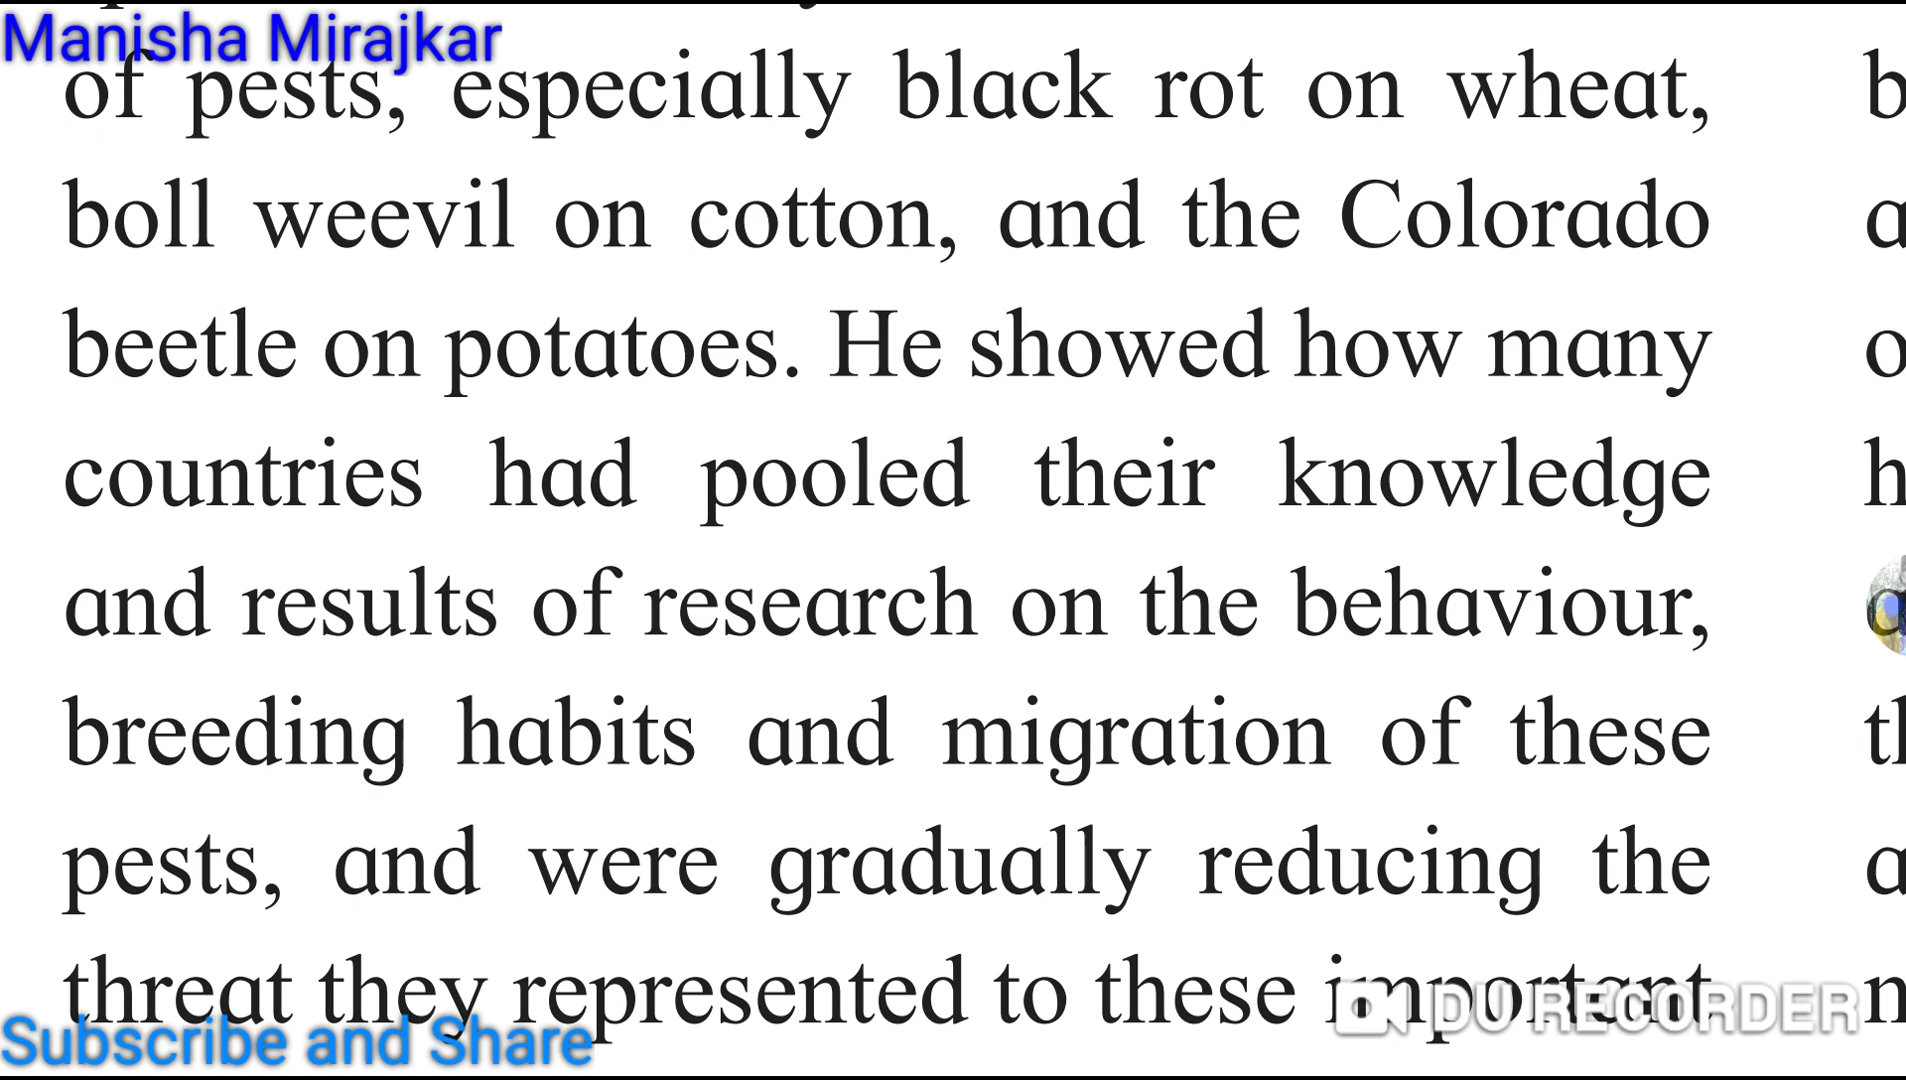 Manisha Mirajkar
of pests, especially black rot on wheat,
boll weevil on cotton, and the Colorado
beetle on potatoes. He showed how many
countries had pooled their knowledge
and results of research on the behaviour,
breeding habits and migration of these
pests, and were gradually reducing the
threat they represented to these important
DU RECORDER
Subscribe and Share